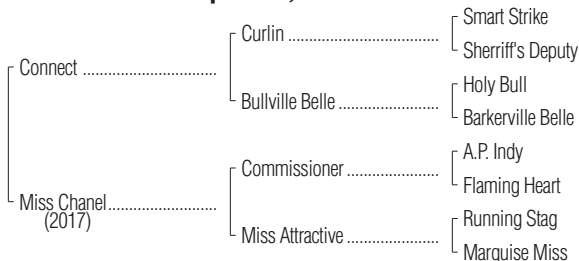 Smart Strike
Curlin
Sherriff's Deputy
Connect
Holy Bull
Bullville Belle
Barkerville Belle
A.P. Indy
Commissioner
Flaming Heart
Miss Chanel
(2017)
Running Stag
Miss Attractive
Marquise Miss